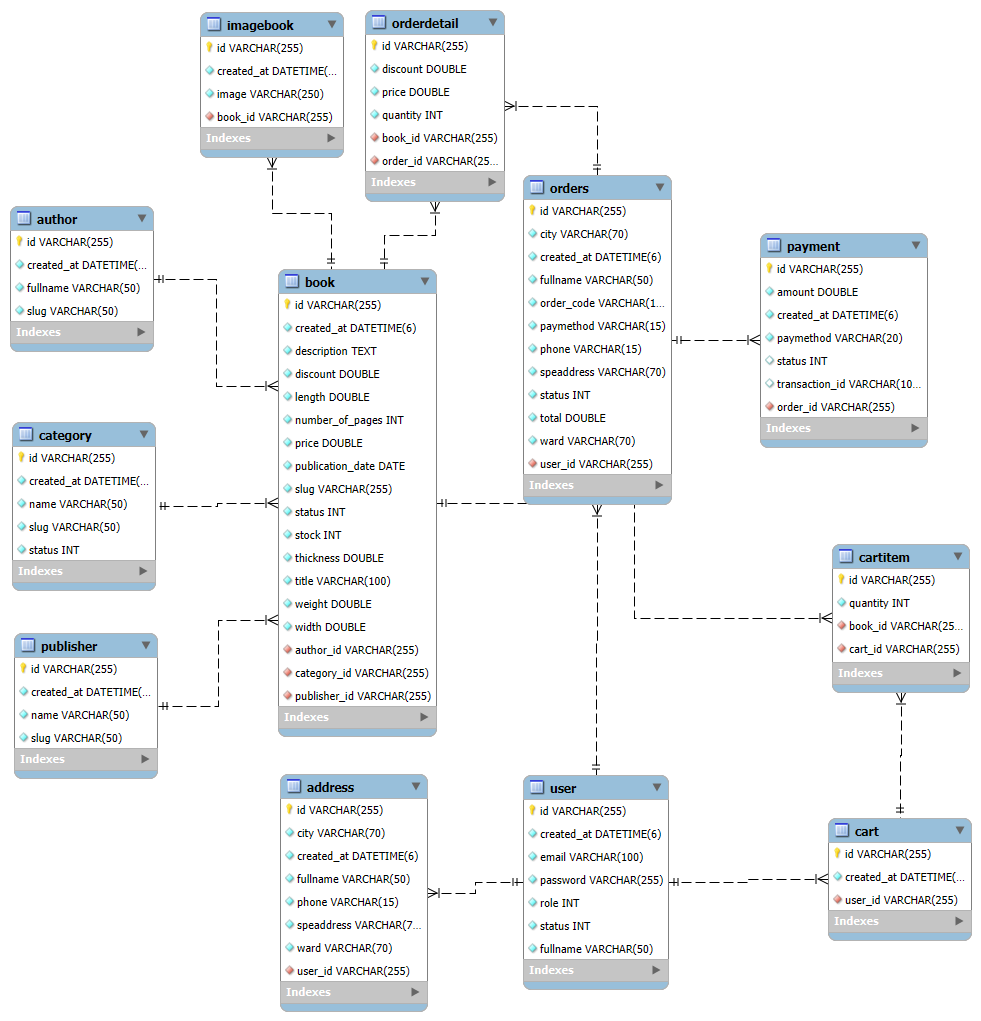 imagebook
id VARCHAR(255)
created_at DATETIME(...
image VARCHAR(250)
book_id VARCHAR(255)
Indexes
orderdetail
id VARCHAR(255)
discount DOUBLE
price DOUBLE
quantity INT
book_id VARCHAR(255)
order_id VARCHAR(25...
Indexes
author
id VARCHAR(255)
created_at DATETIME(...
fullname VARCHAR(50)
slug VARCHAR(50)
Indexes
book
id VARCHAR(255)
created_at DATETIME(6)
description TEXT
discount DOUBLE
length DOUBLE
number_of_pages INT
price DOUBLE
publication_date DATE
slug VARCHAR(255)
status INT
stock INT
thickness DOUBLE
title VARCHAR(100)
weight DOUBLE
width DOUBLE
author_id VARCHAR(255)
category_id VARCHAR(255)
publisher_id VARCHAR(255)
Indexes
orders
id VARCHAR(255)
city VARCHAR(70)
created_at DATETIME(6)
fullname VARCHAR(50)
order_code VARCHAR(1...
paymethod VARCHAR(15)
phone VARCHAR(15)
speaddress VARCHAR(70)
status INT
total DOUBLE
ward VARCHAR(70)
user_id VARCHAR(255)
Indexes
payment
id VARCHAR(255)
amount DOUBLE
created_at DATETIME(6)
paymethod VARCHAR(20)
status INT
transaction_id VARCHAR(10...
order_id VARCHAR(255)
Indexes
category
id VARCHAR(255)
created_at DATETIME(...
name VARCHAR(50)
slug VARCHAR(50)
status INT
Indexes
publisher
id VARCHAR(255)
created_at DATETIME(...
name VARCHAR(50)
slug VARCHAR(50)
Indexes
cartitem
id VARCHAR(255)
quantity INT
book_id VARCHAR(25...
cart_id VARCHAR(255)
Indexes
address
id VARCHAR(255)
city VARCHAR(70)
created_at DATETIME(6)
fullname VARCHAR(50)
phone VARCHAR(15)
speaddress VARCHAR(7...
ward VARCHAR(70)
user_id VARCHAR(255)
Indexes
user
id VARCHAR(255)
created_at DATETIME(6)
email VARCHAR(100)
password VARCHAR(255)
role INT
status INT
fullname VARCHAR(50)
Indexes
cart
id VARCHAR(255)
created_at DATETIME(...
user_id VARCHAR(255)
Indexes